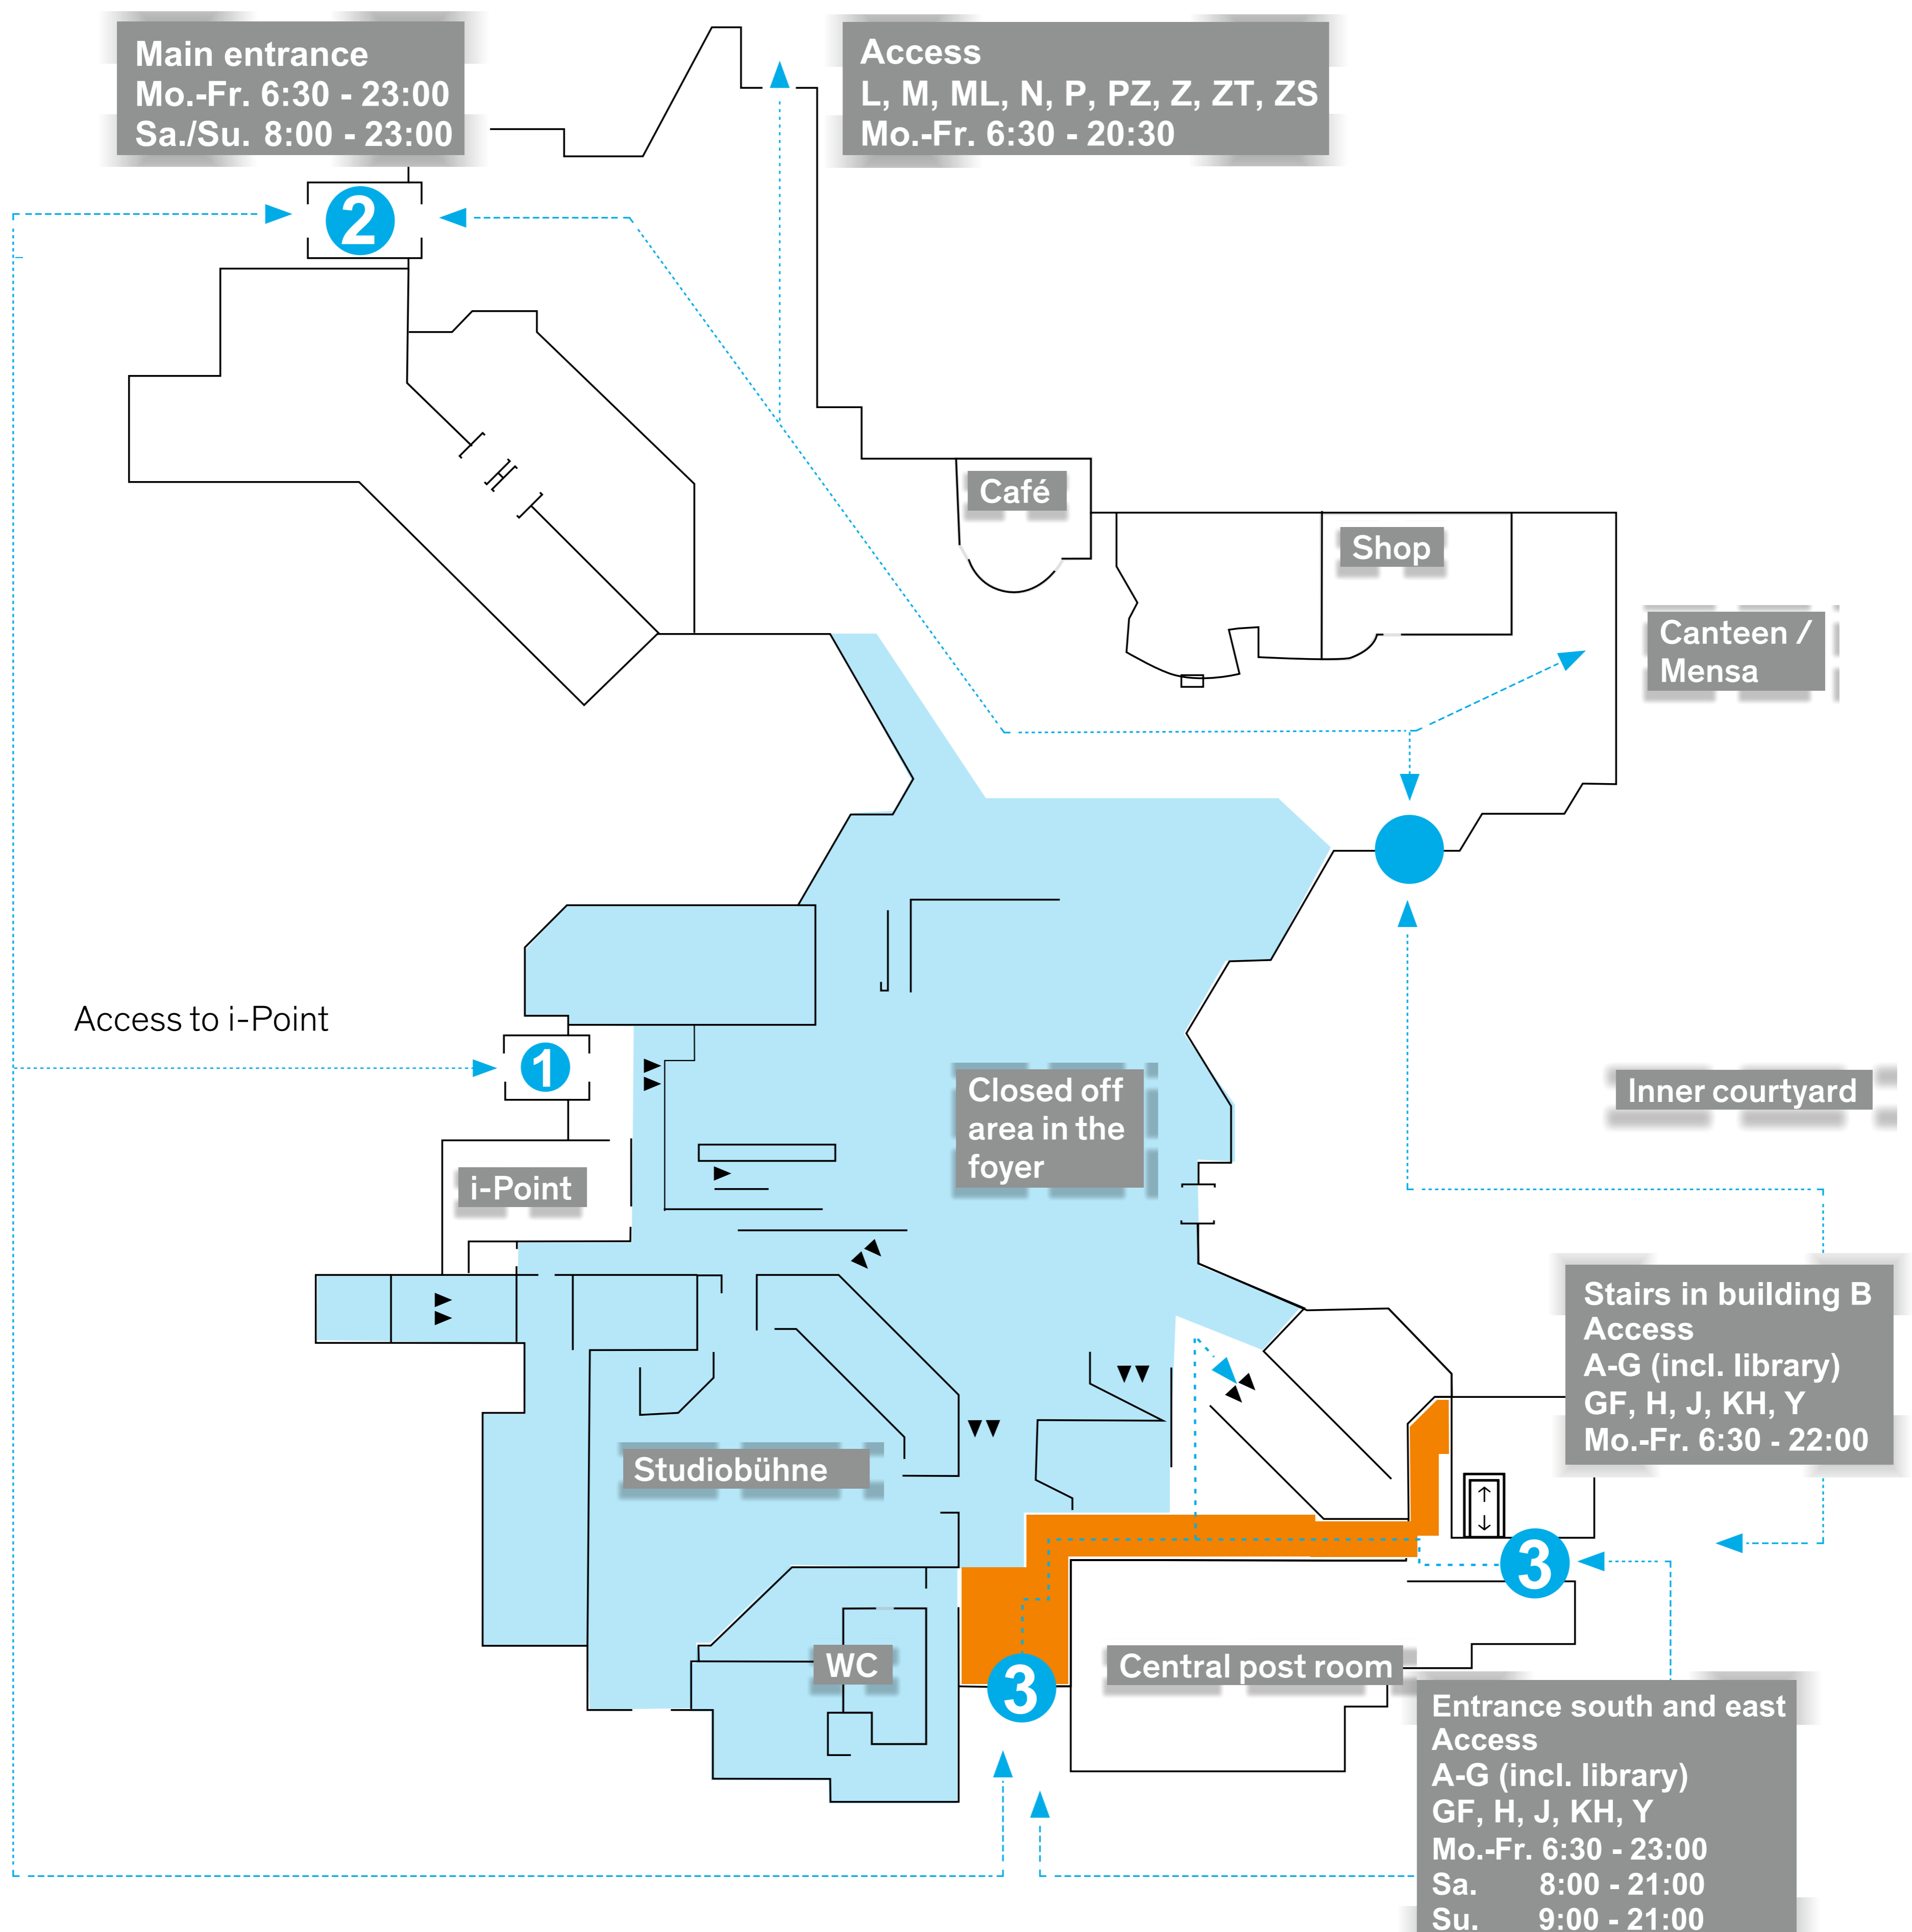 Main entrance
Mo.-Fr. 6:30 - 23:00
Sa./Su. 8:00 - 23:00
Access
L, M, ML, N, P, PZ, Z, ZT, ZS
Mo.-Fr. 6:30 - 20:30
2
Café
Shop
Canteen /
Mensa
Access to i-Point
1
Closed off
area in the
foyer
Inner courtyard
i-Point
Stairs in building B
Access
A-G (incl. library)
GF, H, J, KH, Y
Mo.-Fr. 6:30 - 22:00
Studiobühne
3
WC
3
Central post room
Entrance south and east
Access
A-G (incl. library)
GF, H, J, KH, Y
Mo.-Fr. 6:30 - 23:00
Sa. 8:00 - 21:00
Su. 9:00 - 21:00